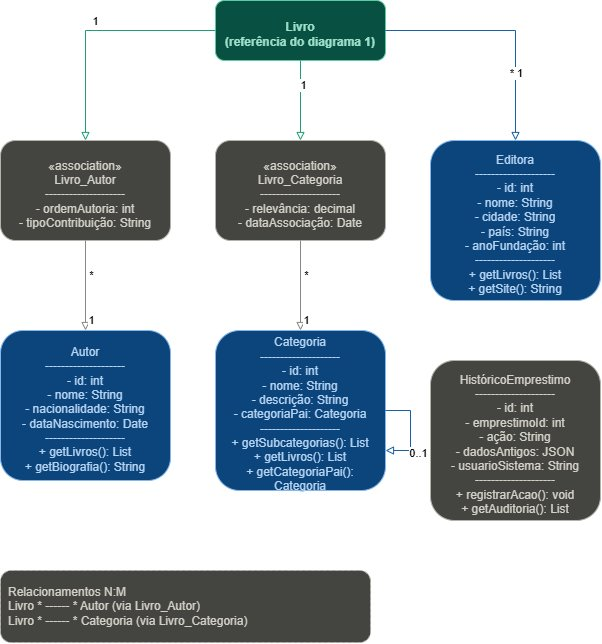 Livro
(referência do diagrama 1)
1
1
* 1
«association»
Livro_Autor
--------------------
- ordemAutoria: int
- tipoContribuição: String
«association»
Livro_Categoria
--------------------
- relevância: decimal
- dataAssociação: Date
Editora
--------------------
- id: int
- nome: String
- cidade: String
- país: String
- anoFundação: int
--------------------
+ getLivros(): List
+ getSite(): String
*
1
*
1
Autor
--------------------
- id: int
- nome: String
- nacionalidade: String
- dataNascimento: Date
--------------------
+ getLivros(): List
+ getBiografia(): String
Categoria
--------------------
- id: int
- nome: String
- descrição: String
- categoriaPai: Categoria
--------------------
+ getSubcategorias(): List
+ getLivros(): List
+ getCategoriaPai():
Categoria
0..1
HistóricoEmprestimo
--------------------
- id: int
- emprestimoId: int
- ação: String
- dadosAntigos: JSON
- usuarioSistema: String
--------------------
+ registrarAcao(): void
+ getAuditoria(): List
Relacionamentos N:M
Livro * ------ * Autor (via Livro_Autor)
Livro * ------ * Categoria (via Livro_Categoria)